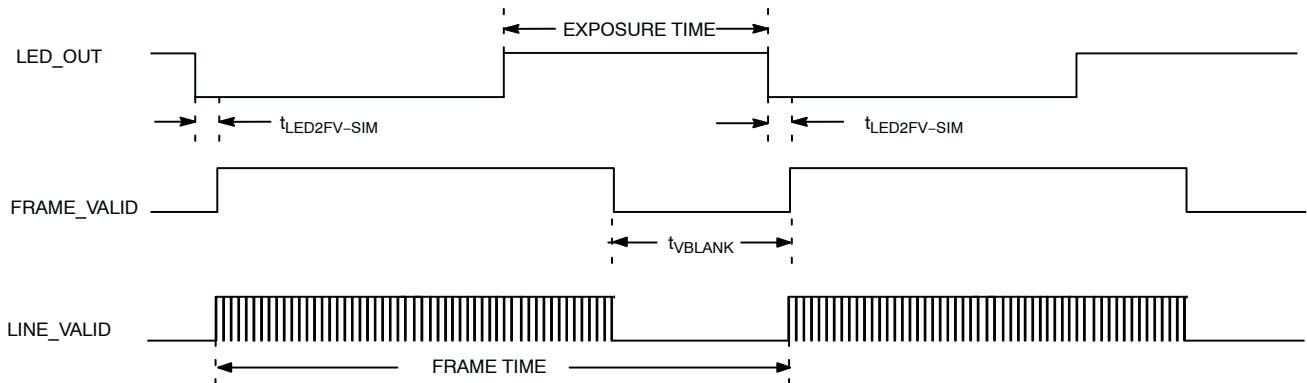 EXPOSURE TIME
LED_OUT
tLED2FV–SIM
tLED2FV–SIM
FRAME_VALID
tVBLANK
LINE_VALID
FRAME TIME